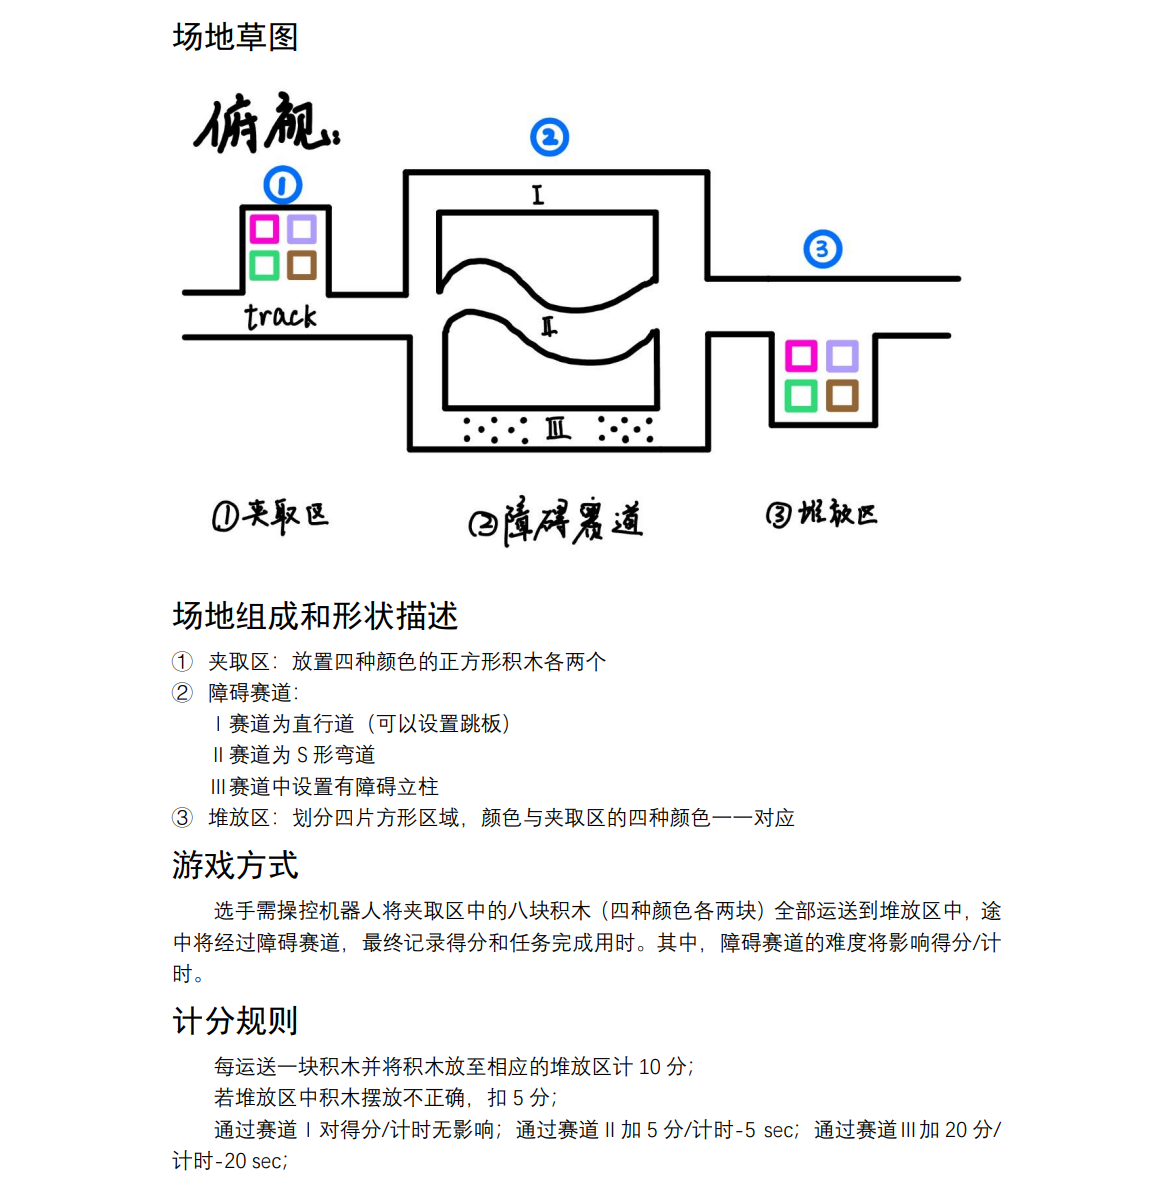 场地草图
俯视:
②
①
I
③
track
II
III
①夹取区
②障碍赛道
③堆放区
场地组成和形状描述
① 夹取区：放置四种颜色的正方形积木各两个
② 障碍赛道：
I 赛道为直行道（可以设置跳板）
II 赛道为 S 形弯道
III赛道中设置有障碍立柱
③ 堆放区：划分四片方形区域，颜色与夹取区的四种颜色一一对应
游戏方式
选手需操控机器人将夹取区中的八块积木（四种颜色各两块）全部运送到堆放区中，途
中将经过障碍赛道，最终记录得分和任务完成用时。其中，障碍赛道的难度将影响得分/计
时。
计分规则
每运送一块积木并将积木放至相应的堆放区计 10 分；
若堆放区中积木摆放不正确，扣 5 分；
通过赛道 I 对得分/计时无影响；通过赛道 II 加 5 分/计时-5 sec；通过赛道III加 20 分/
计时-20 sec；